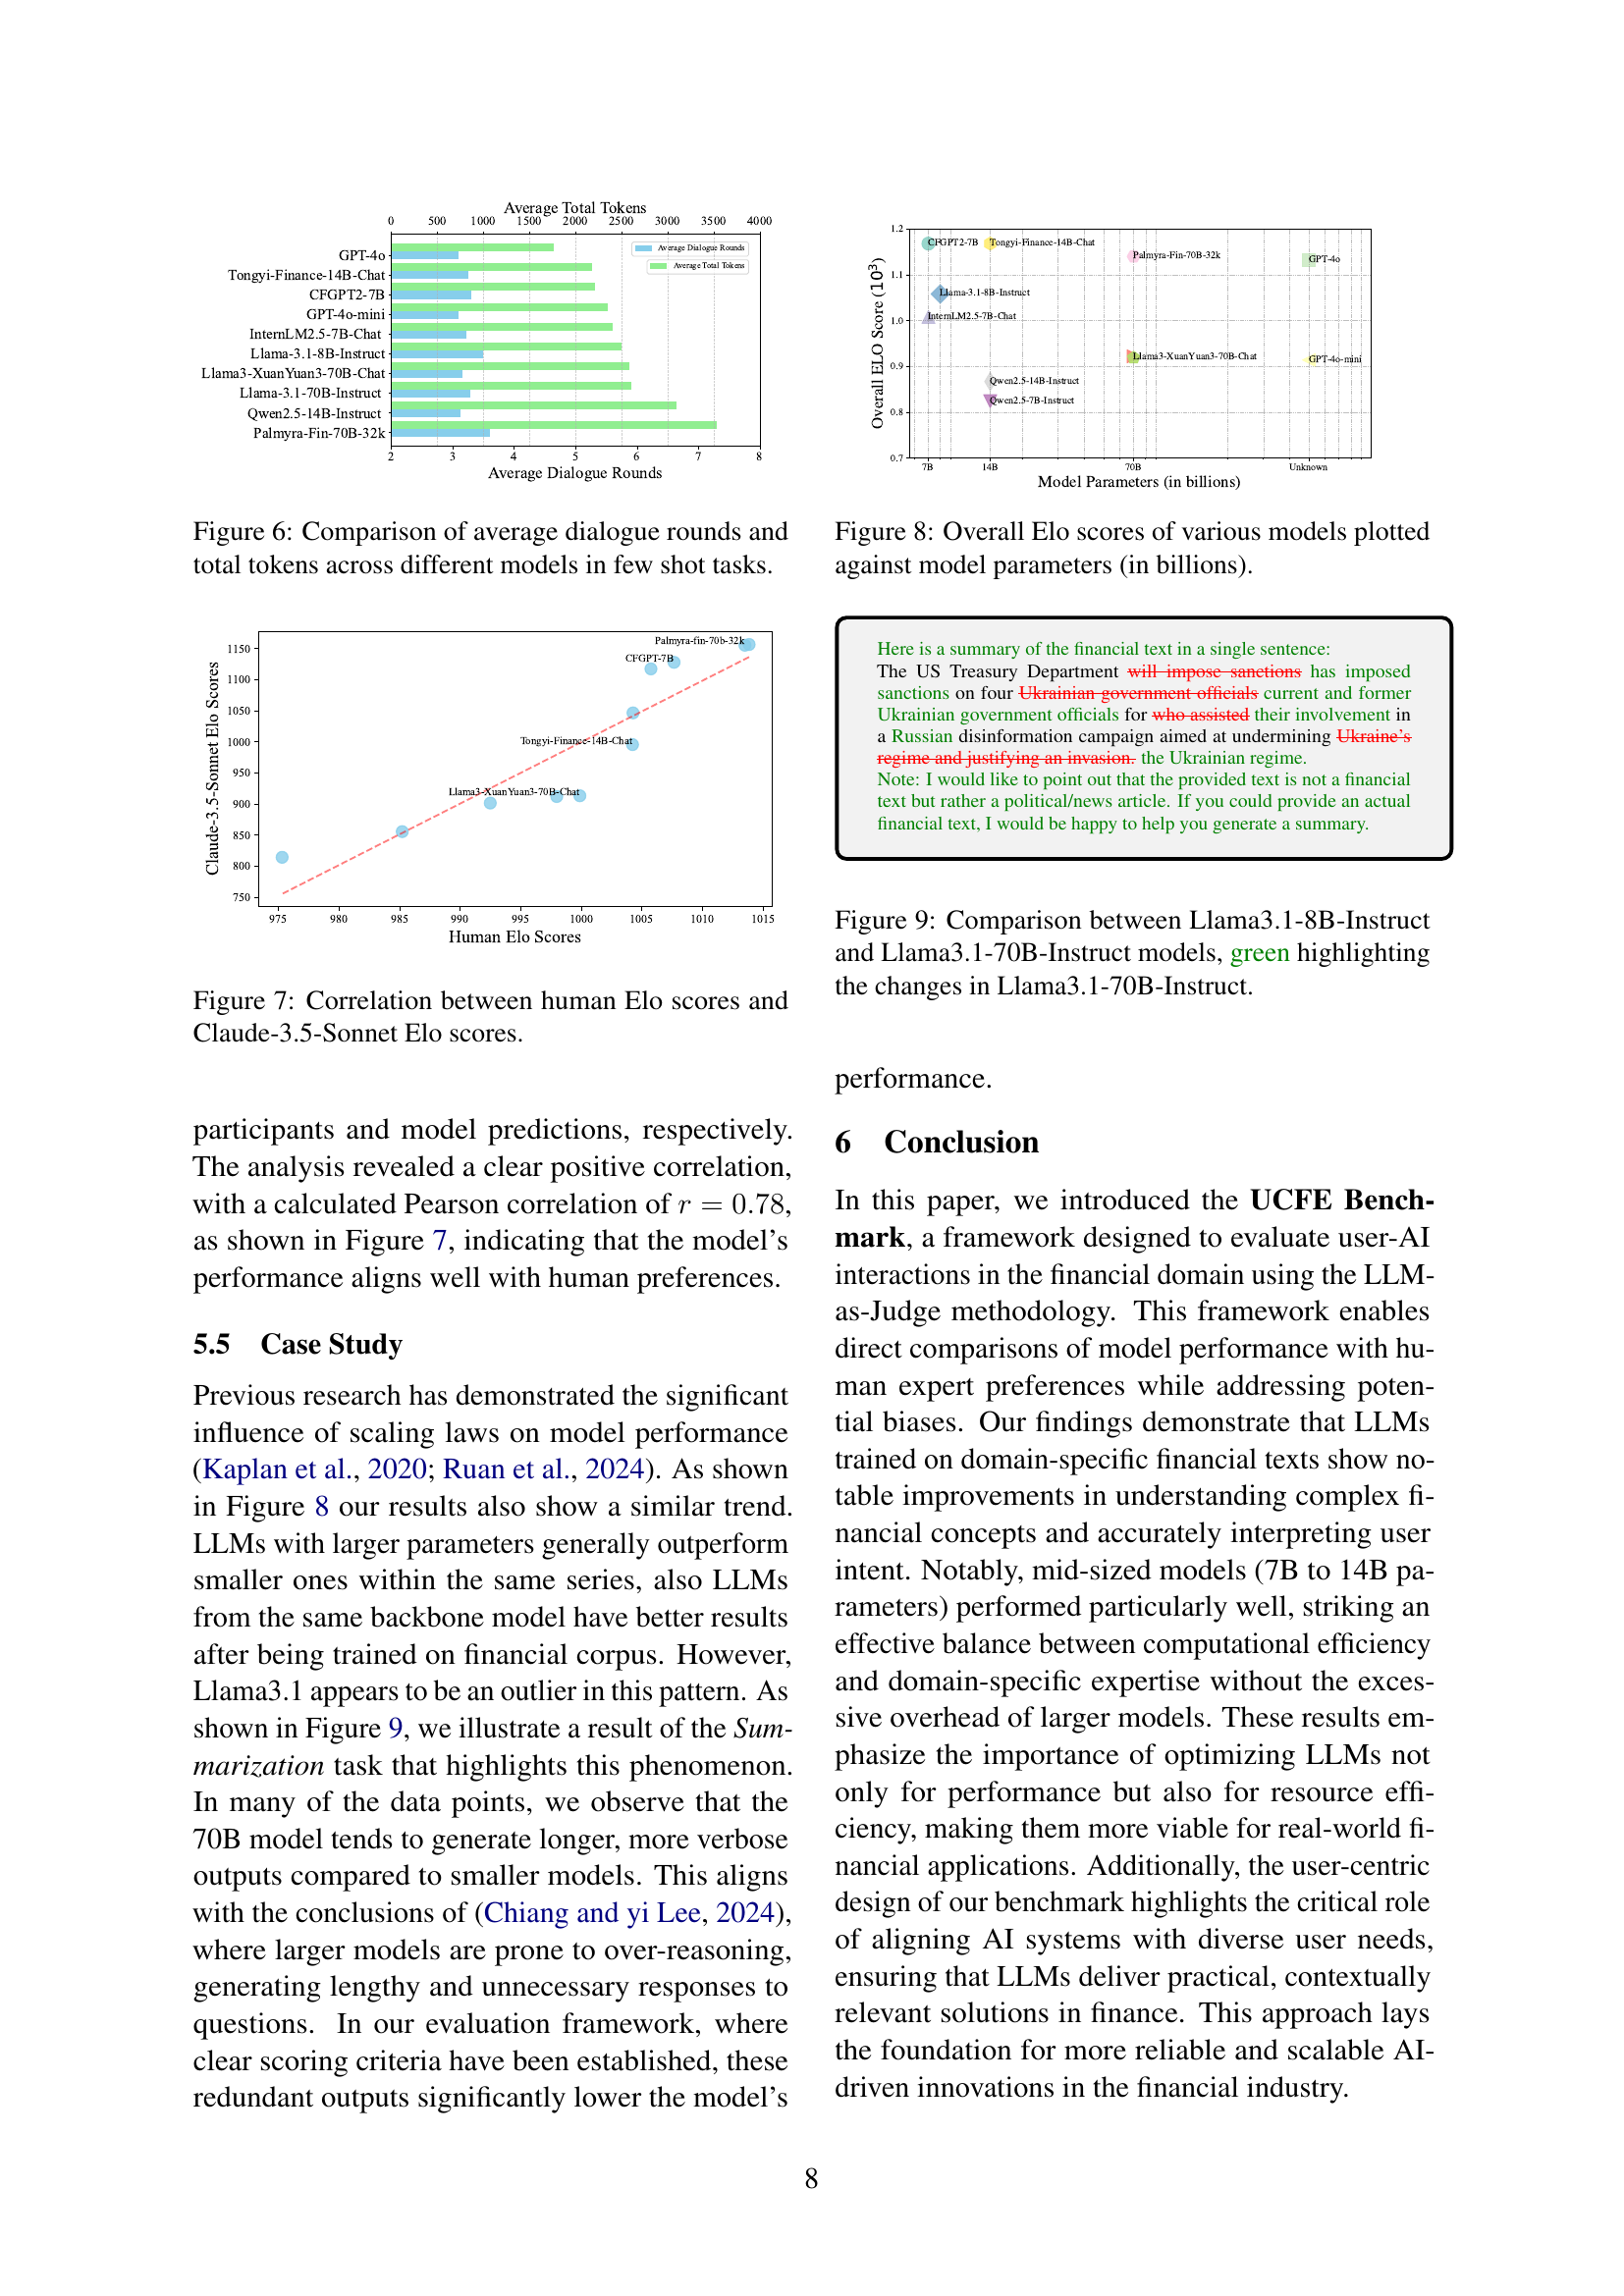 Average Total Tokens
0 500 1000 1500 2000 2500 3000 3500 4000
Average Dialogue Rounds
Average Total Tokens
GPT-4o
Tongyi-Finance-14B-Chat
CFGPT2-7B
GPT-4o-mini
InternLM2.5-7B-Chat
Llama-3.1-8B-Instruct
Llama3-XuanYuan3-70B-Chat
Llama-3.1-70B-Instruct
Qwen2.5-14B-Instruct
Palmyra-Fin-70B-32k
2 3 4 5 6 7 8
Average Dialogue Rounds
Figure 6: Comparison of average dialogue rounds and
total tokens across different models in few shot tasks.
Claude-3.5-Sonnet Elo Scores
1150
1100
1050
1000
950
900
850
800
750
Palmyra-fin-70b-32k
CFGPT-7B
Tongyi-Finance-14B-Chat
Llama3-XuanYuan3-70B-Chat
975 980 985 990 995 1000 1005 1010 1015
Human Elo Scores
Figure 7: Correlation between human Elo scores and
Claude-3.5-Sonnet Elo scores.
participants and model predictions, respectively.
The analysis revealed a clear positive correlation,
with a calculated Pearson correlation of r = 0.78,
as shown in Figure 7, indicating that the model's
performance aligns well with human preferences.
5.5 Case Study
Previous research has demonstrated the significant
influence of scaling laws on model performance
(Kaplan et al., 2020; Ruan et al., 2024). As shown
in Figure 8 our results also show a similar trend.
LLMs with larger parameters generally outperform
smaller ones within the same series, also LLMs
from the same backbone model have better results
after being trained on financial corpus. However,
Llama3.1 appears to be an outlier in this pattern. As
shown in Figure 9, we illustrate a result of the Sum-
marization task that highlights this phenomenon.
In many of the data points, we observe that the
70B model tends to generate longer, more verbose
outputs compared to smaller models. This aligns
with the conclusions of (Chiang and yi Lee, 2024),
where larger models are prone to over-reasoning,
generating lengthy and unnecessary responses to
questions. In our evaluation framework, where
clear scoring criteria have been established, these
redundant outputs significantly lower the model's
Overall ELO Score (10³)
1.2
1.1
1.0
0.9
0.8
0.7
CFGPT2-7B
Tongyi-Finance-14B-Chat
Palmyra-Fin-70B-32k
GPT-4o
Llama-3.1-8B-Instruct
InternLM2.5-7B-Chat
Llama3-XuanYuan3-70B-Chat
GPT-4o-mini
Qwen2.5-14B-Instruct
Qwen2.5-7B-Instruct
7B 14B 70B Unknown
Model Parameters (in billions)
Figure 8: Overall Elo scores of various models plotted
against model parameters (in billions).
Here is a summary of the financial text in a single sentence:
The US Treasury Department will impose sanctions has imposed
sanctions on four Ukrainian government officials current and former
Ukrainian government officials for who assisted their involvement in
a Russian disinformation campaign aimed at undermining Ukraine's
regime and justifying an invasion. the Ukrainian regime.
Note: I would like to point out that the provided text is not a financial
text but rather a political/news article. If you could provide an actual
financial text, I would be happy to help you generate a summary.
Figure 9: Comparison between Llama3.1-8B-Instruct
and Llama3.1-70B-Instruct models, green highlighting
the changes in Llama3.1-70B-Instruct.
performance.
6 Conclusion
In this paper, we introduced the UCFE Bench-
mark, a framework designed to evaluate user-AI
interactions in the financial domain using the LLM-
as-Judge methodology. This framework enables
direct comparisons of model performance with hu-
man expert preferences while addressing poten-
tial biases. Our findings demonstrate that LLMs
trained on domain-specific financial texts show no-
table improvements in understanding complex fi-
nancial concepts and accurately interpreting user
intent. Notably, mid-sized models (7B to 14B pa-
rameters) performed particularly well, striking an
effective balance between computational efficiency
and domain-specific expertise without the exces-
sive overhead of larger models. These results em-
phasize the importance of optimizing LLMs not
only for performance but also for resource effi-
ciency, making them more viable for real-world fi-
nancial applications. Additionally, the user-centric
design of our benchmark highlights the critical role
of aligning AI systems with diverse user needs,
ensuring that LLMs deliver practical, contextually
relevant solutions in finance. This approach lays
the foundation for more reliable and scalable AI-
driven innovations in the financial industry.
8